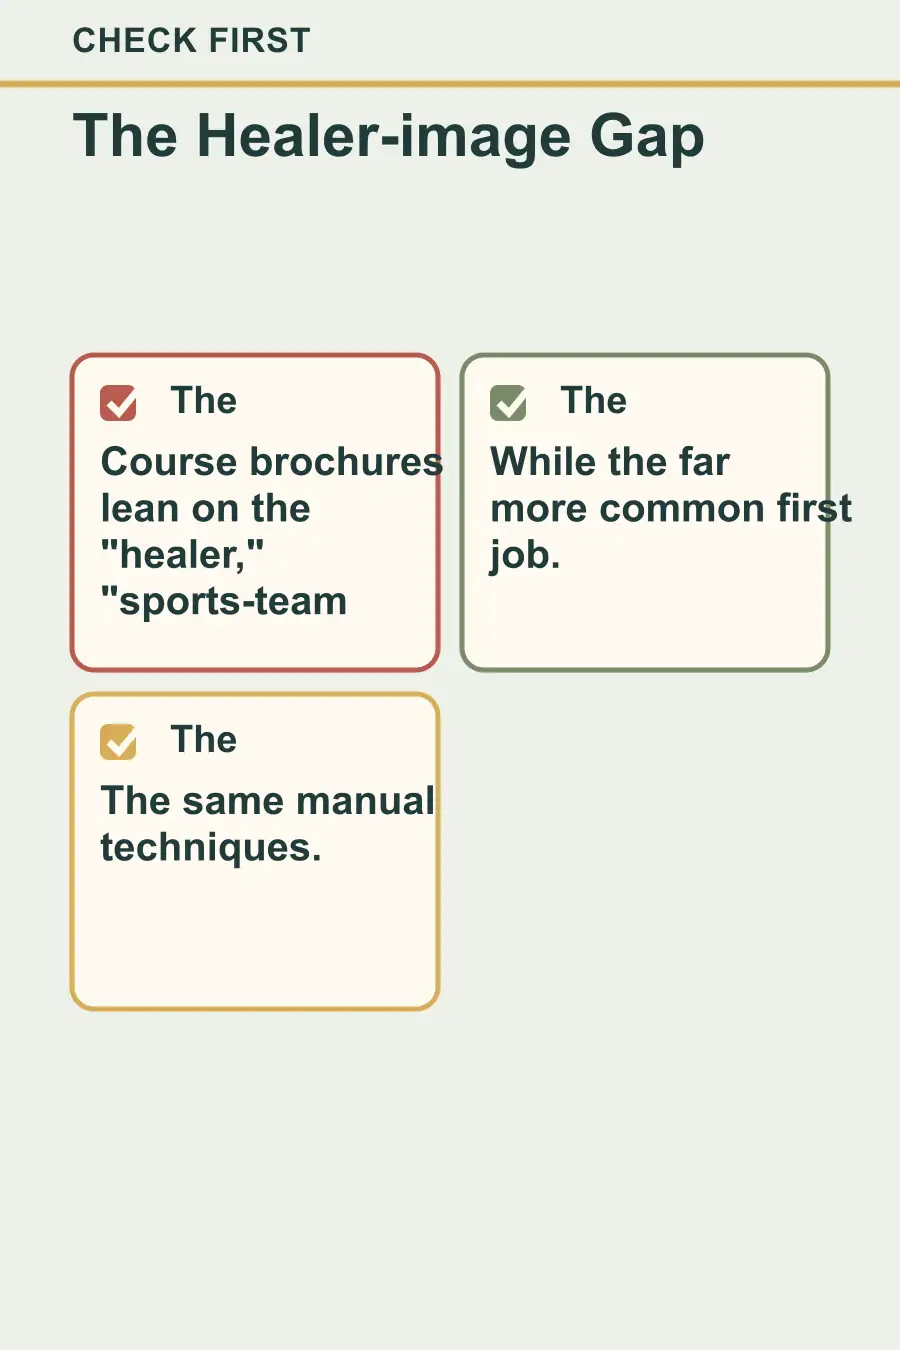 CHECK FIRST
The Healer-image Gap
The
Course brochures
lean on the
"healer,"
"sports-team
The
While the far
more common first
job.
The
The same manual
techniques.